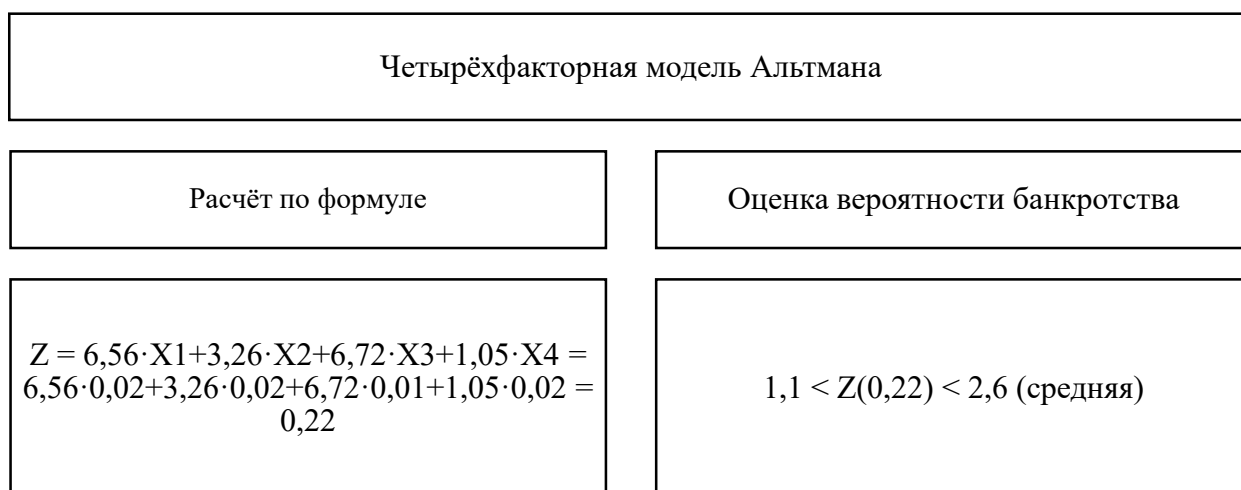 Четырёхфакторная модель Альтмана
Расчёт по формуле
Оценка вероятности банкротства
Z = 6,56·X1+3,26·X2+6,72·X3+1,05·X4 =
6,56·0,02+3,26·0,02+6,72·0,01+1,05·0,02 =
0,22
1,1 < Z(0,22) < 2,6 (средняя)